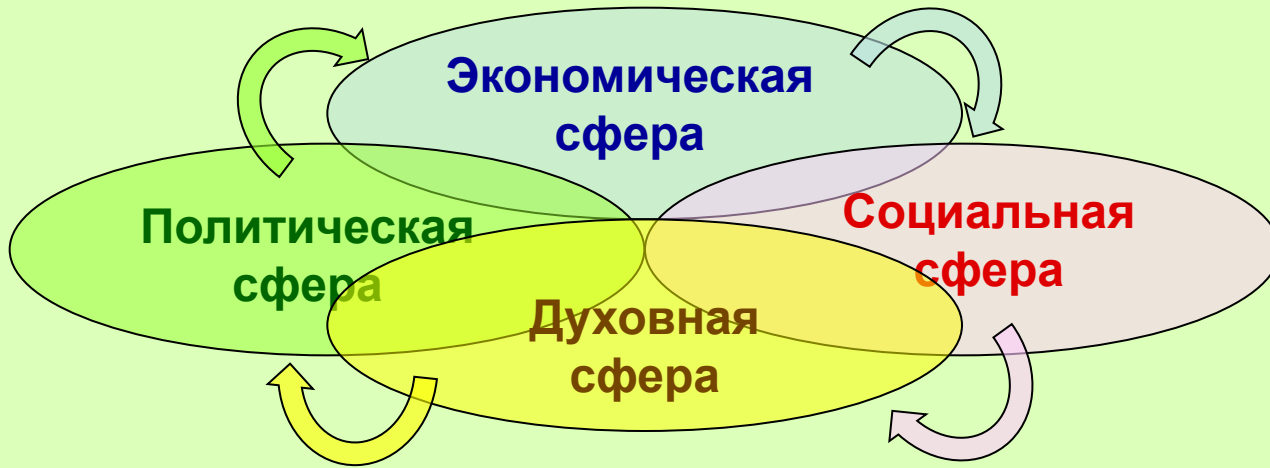 Экономическая
сфера
Политическая
сфера
Социальная
сфера
Духовная
сфера